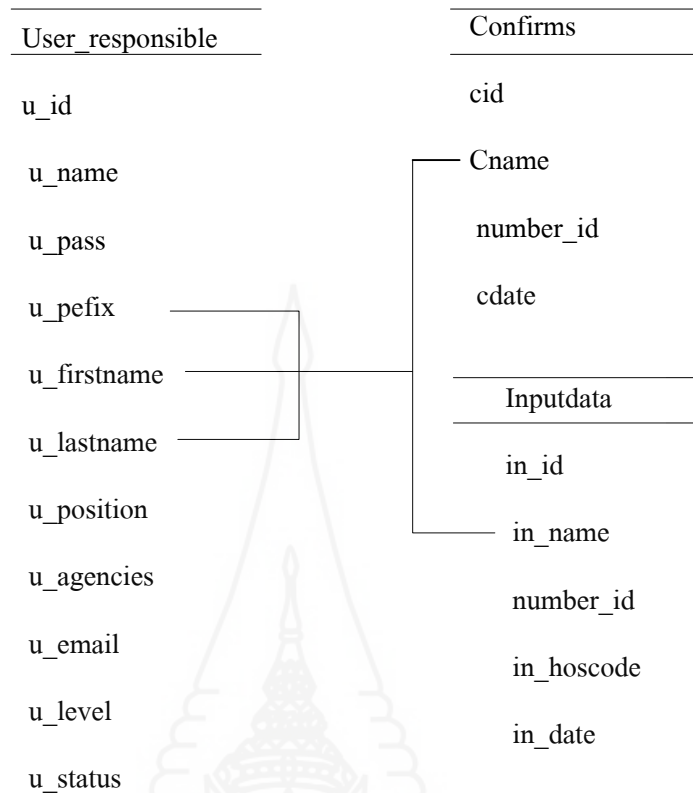 User_responsible
u_id
u_name
u_pass
u_pefix
u_firstname
u_lastname
u_position
u_agencies
u_email
u_level
u_status
Confirms
cid
Cname
number_id
cdate
Inputdata
in_id
in_name
number_id
in_hoscode
in_date